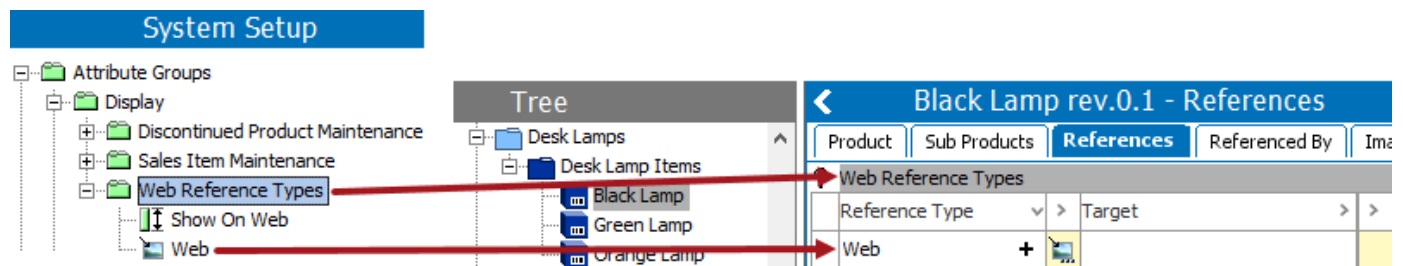 System Setup
Attribute Groups
Display
Discontinued Product Maintenance
Sales Item Maintenance
Web Reference Types
Show On Web
Web
Tree
Desk Lamps
Desk Lamp Items
Black Lamp
Green Lamp
Orange Lamp
Black Lamp rev.0.1 - References
Product Sub Products References Referenced By Ima
Web Reference Types
Reference Type > Target > >
Web +